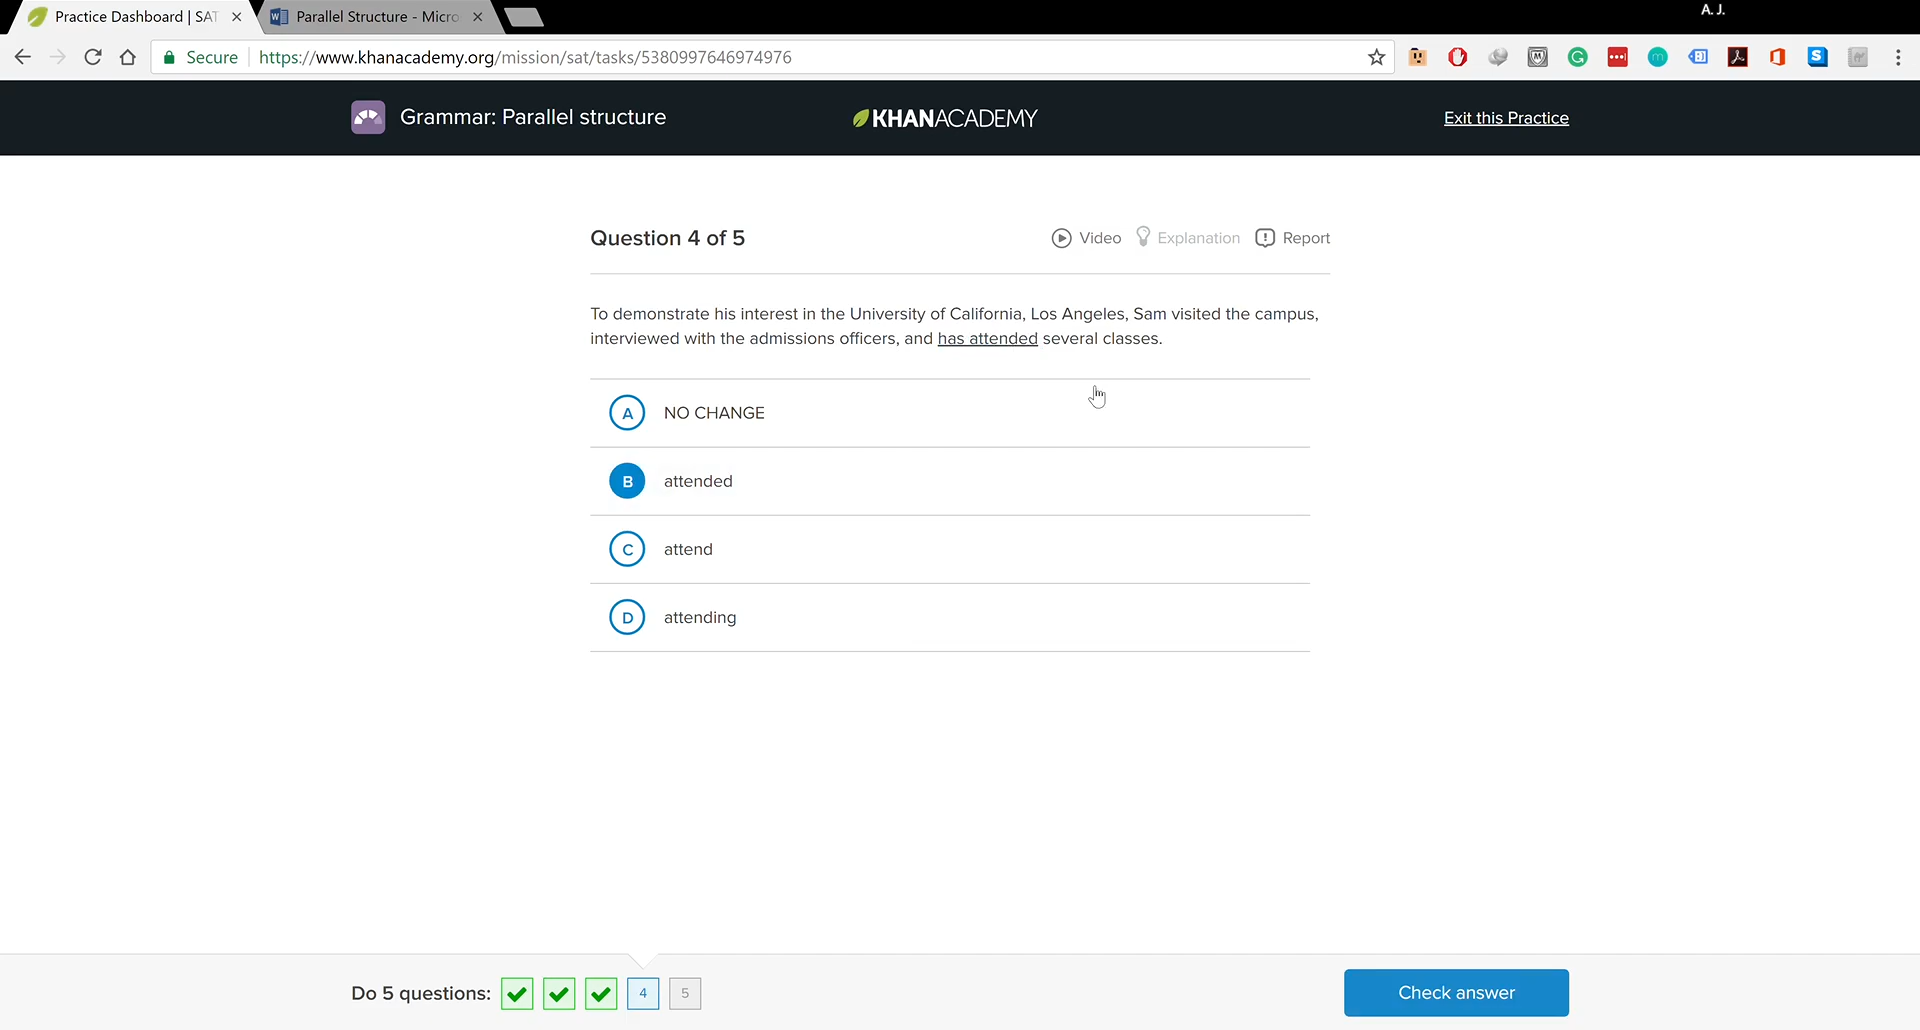 Practice Dashboard | SAT
Parallel Structure - Micro
A. J.
Secure
https://www.khanacademy.org/mission/sat/tasks/5380997646974976
Grammar: Parallel structure
KHANACADEMY
Exit this Practice
Question 4 of 5
Video
Explanation
Report
To demonstrate his interest in the University of California, Los Angeles, Sam visited the campus,
interviewed with the admissions officers, and has attended several classes.
A NO CHANGE
B attended
C attend
D attending
Do 5 questions:
4
5
Check answer